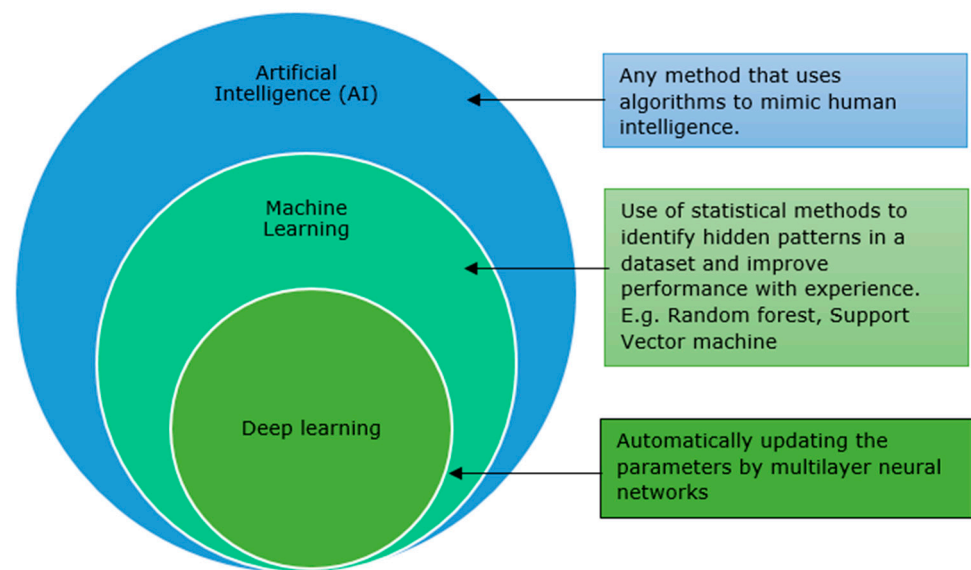 Artificial
Intelligence (AI)
Any method that uses
algorithms to mimic human
intelligence.
Machine
Learning
Use of statistical methods to
identify hidden patterns in a
dataset and improve
performance with experience.
E.g. Random forest, Support
Vector machine
Deep learning
Automatically updating the
parameters by multilayer neural
networks